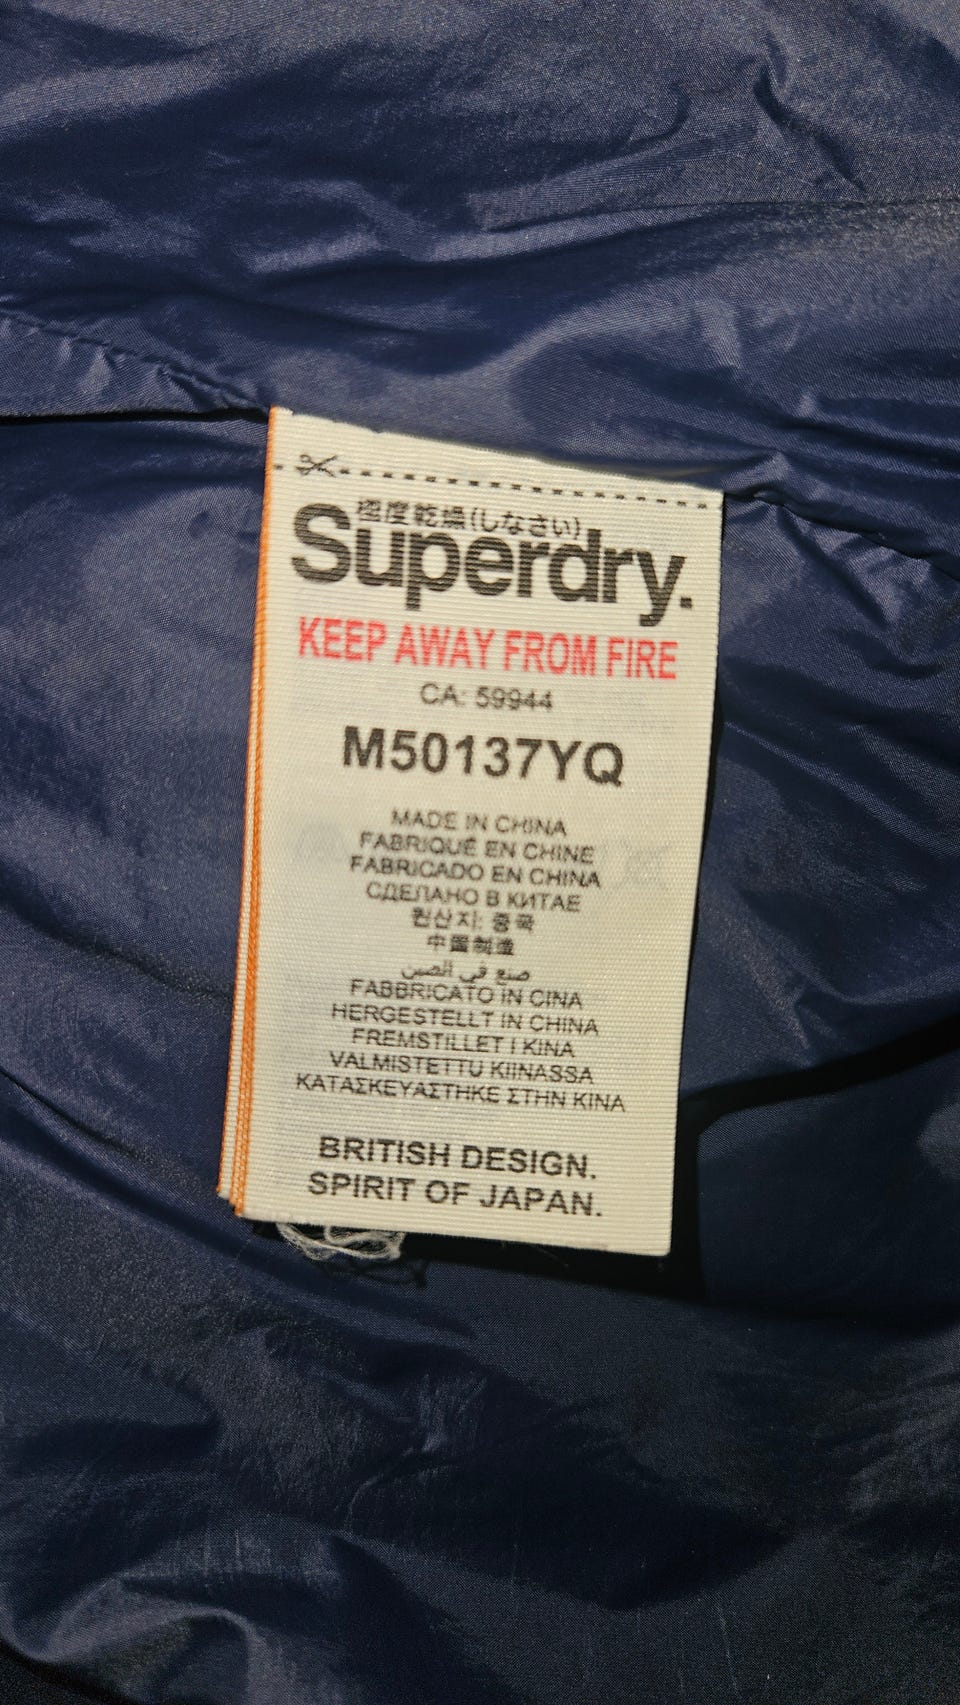 極度乾燥(しなさい)
Superdry.
KEEP AWAY FROM FIRE
CA: 59944
M50137YQ
MADE IN CHINA
FABRIQUÉ EN CHINE
FABRICADO EN CHINA
СДЕЛАНО В КИТАЕ
원산지: 중국
中国制造
صنع في الصين
FABBRICATO IN CINA
HERGESTELLT IN CHINA
FREMSTILLET I KINA
VALMISTETTU KIINASSA
ΚΑΤΑΣΚΕΥΑΣΤΗΚΕ ΣΤΗΝ ΚΙΝΑ
BRITISH DESIGN.
SPIRIT OF JAPAN.